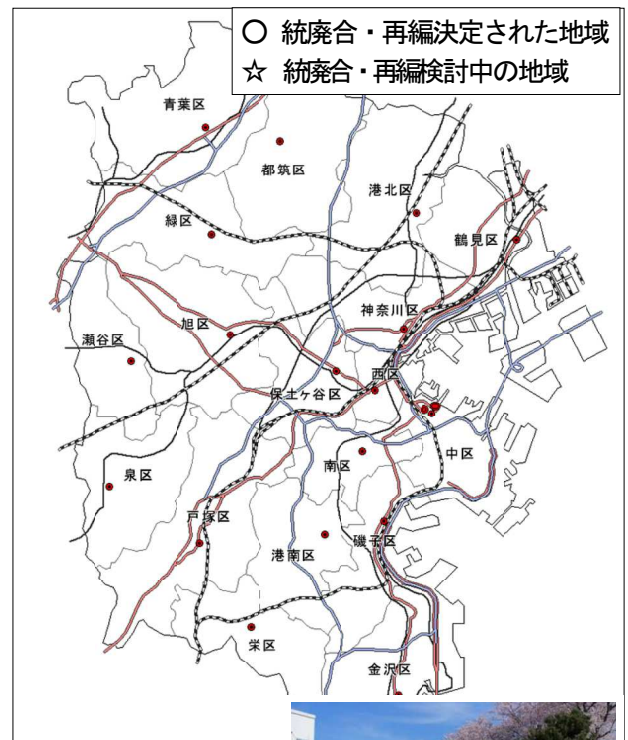 ○ 統廃合・再編決定された地域
☆ 統廃合・再編検討中の地域
青葉区
都筑区
港北区
緑区
鶴見区
神奈川区
旭区
瀬谷区
西区
保土ヶ谷区
中区
南区
泉区
戸塚区
磯子区
港南区
栄区
金沢区